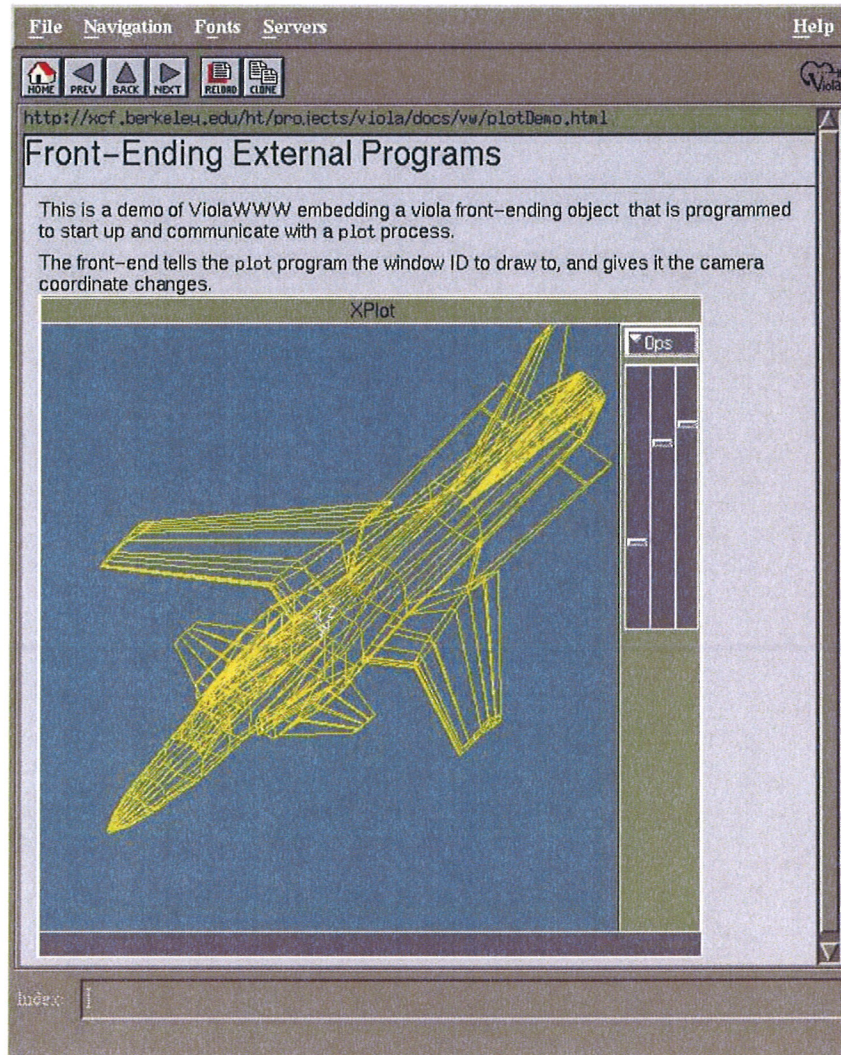 File Navigation Fonts Servers Help
HOME PREV BACK NEXT RELOAD CLONE Viola
http://xcf.berkeley.edu/ht/projects/viola/docs/vw/plotDemo.html
Front-Ending External Programs
This is a demo of ViolaWWW embedding a viola front-ending object that is programmed
to start up and communicate with a plot process.
The front-end tells the plot program the window ID to draw to, and gives it the camera
coordinate changes.
XPlot
Ops
Index: